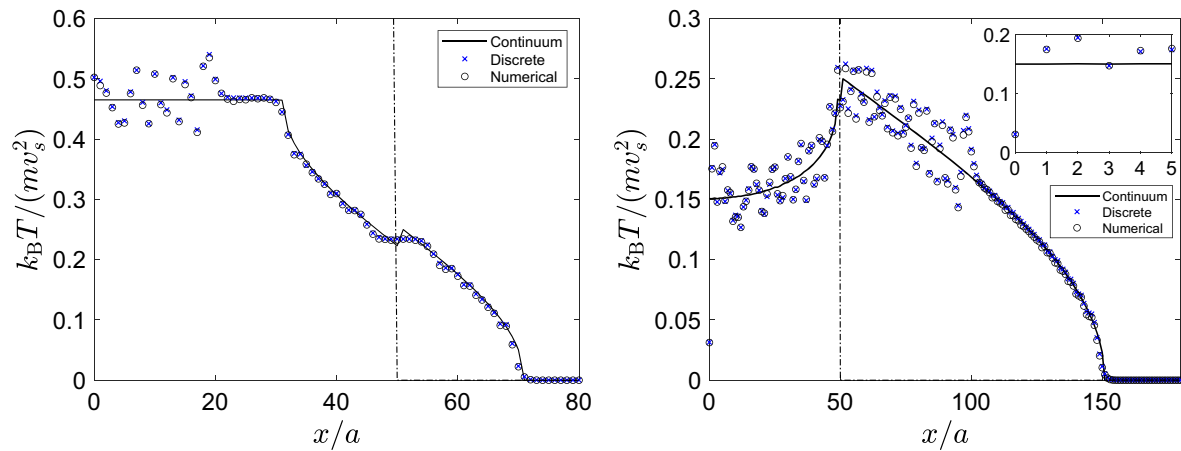 0.6
0.5
0.4
0.3
0.2
0.1
0
k_B T/(mv_s^2)
0 20 40 60 80
x/a
Continuum
Discrete
Numerical
0.3
0.25
0.2
0.15
0.1
0.05
0
k_B T/(mv_s^2)
0 50 100 150
x/a
0.2
0.1
0
0 1 2 3 4 5
Continuum
Discrete
Numerical